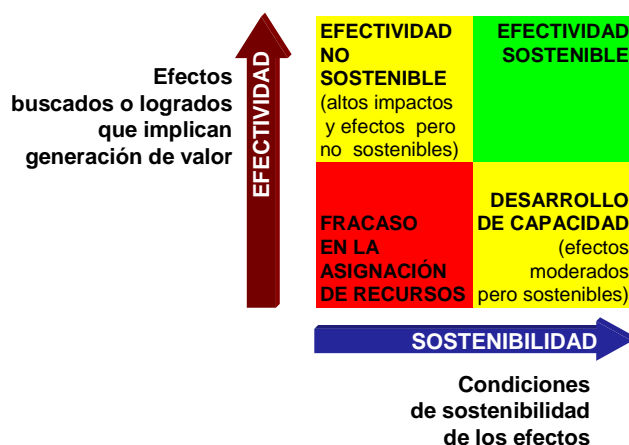 Efectos
buscados o logrados
que implican
generación de valor
EFECTIVIDAD
EFECTIVIDAD
NO
SOSTENIBLE
(altos impactos
y efectos pero
no sostenibles)
EFECTIVIDAD
SOSTENIBLE
FRACASO
EN LA
ASIGNACIÓN
DE RECURSOS
DESARROLLO
DE CAPACIDAD
(efectos
moderados
pero sostenibles)
SOSTENIBILIDAD
Condiciones
de sostenibilidad
de los efectos